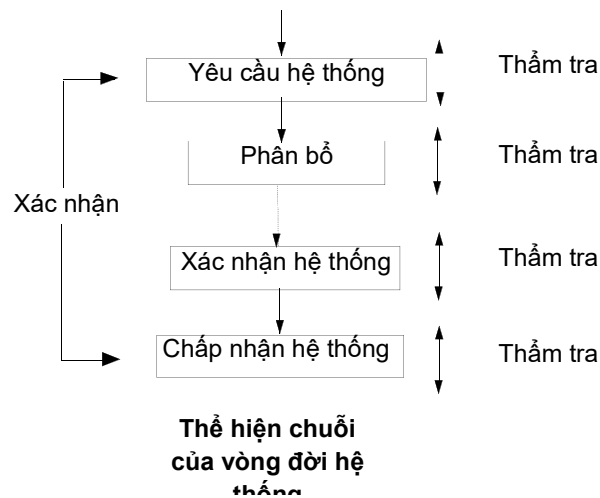 Yêu cầu hệ thống
Thẩm tra
Phân bổ
Thẩm tra
Xác nhận
Xác nhận hệ thống
Thẩm tra
Chấp nhận hệ thống
Thẩm tra
Thể hiện chuỗi
của vòng đời hệ
thống